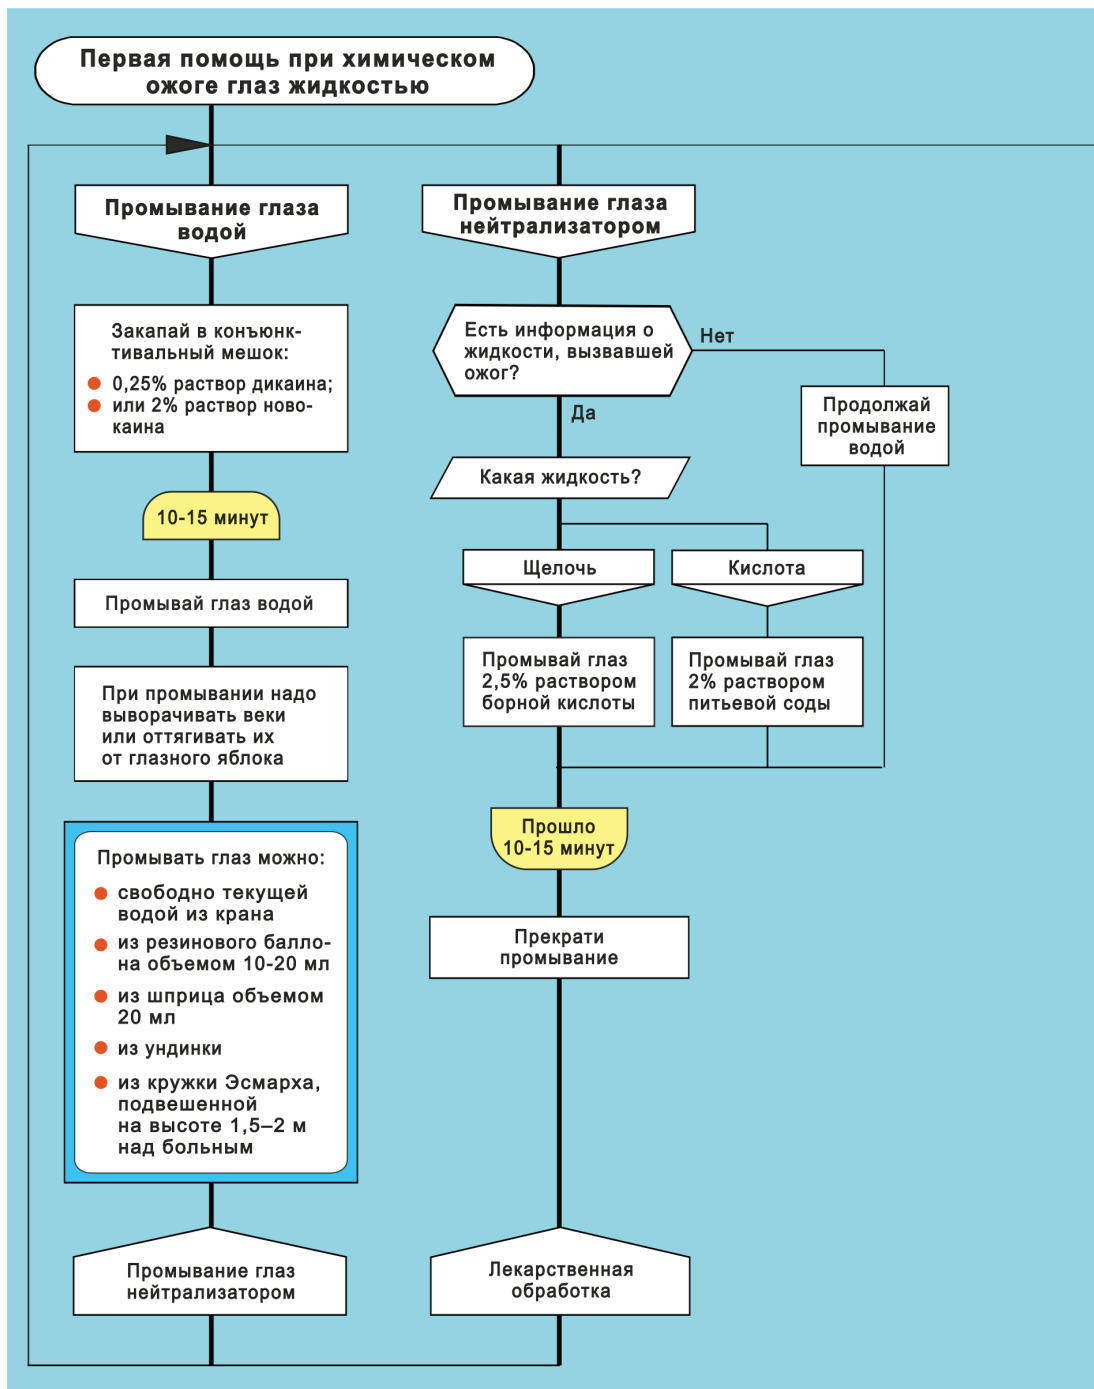 Первая помощь при химическом
ожоге глаз жидкостью
Промывание глаза
водой
Закапай в конъюнк-
тивальный мешок:
0,25% раствор дикаина;
или 2% раствор ново-
каина
10-15 минут
Промывай глаз водой
При промывании надо
выворачивать веки
или оттягивать их
от глазного яблока
Промывать глаз можно:
свободно текущей
водой из крана
из резинового балло-
на объемом 10-20 мл
из шприца объемом
20 мл
из ундинки
из кружки Эсмарха,
подвешенной
на высоте 1,5–2 м
над больным
Промывание глаз
нейтрализатором
Промывание глаза
нейтрализатором
Есть информация о
жидкости, вызвавшей
ожог?
Нет
Да
Продолжай
промывание
водой
Какая жидкость?
Щелочь
Кислота
Промывай глаз
2,5% раствором
борной кислоты
Промывай глаз
2% раствором
питьевой соды
Прошло
10-15 минут
Прекрати
промывание
Лекарственная
обработка